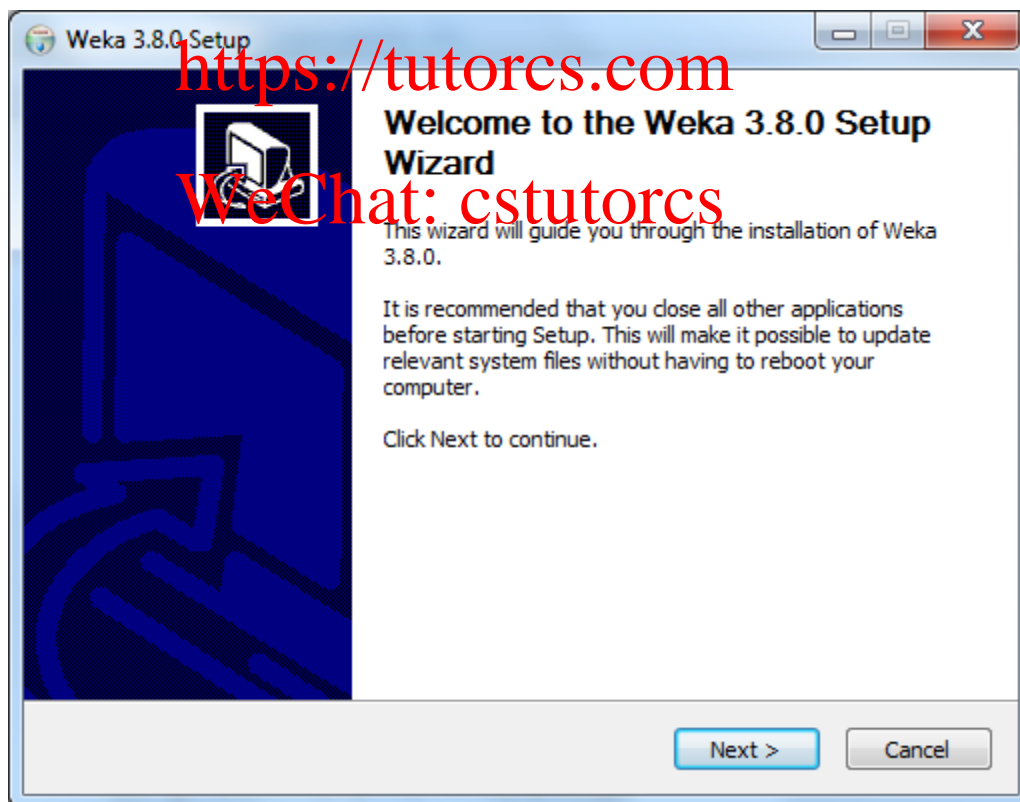 Weka 3.8.0 Setup
https://tutorcs.com
Welcome to the Weka 3.8.0 Setup
Wizard
WeChat: cstutorcs
This wizard will guide you through the installation of Weka
3.8.0.
It is recommended that you close all other applications
before starting Setup. This will make it possible to update
relevant system files without having to reboot your
computer.
Click Next to continue.
Next >
Cancel